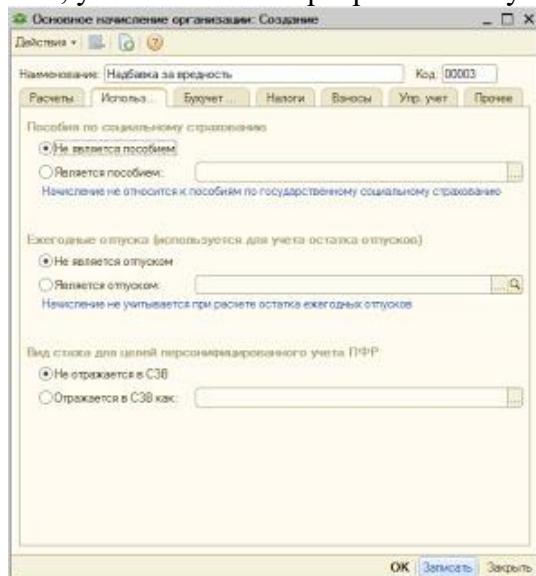 Основное начисление организации: Создание
Действия
Наименование: Надбавка за вредность Код: 00003
Расчеты Использ... Бухучет ... Налоги Взносы Упр. учет Прочее
Пособия по социальному страхованию
Не является пособием
Является пособием:
Начисление не относится к пособиям по государственному социальному страхованию
Ежегодные отпуска (используется для учета остатка отпусков)
Не является отпуском
Является отпуском:
Начисление не учитывается при расчете остатка ежегодных отпусков
Вид стажа для целей персонифицированного учета ПФР
Не отражается в СЗВ
Отражается в СЗВ как:
ОК Записать Закрыть